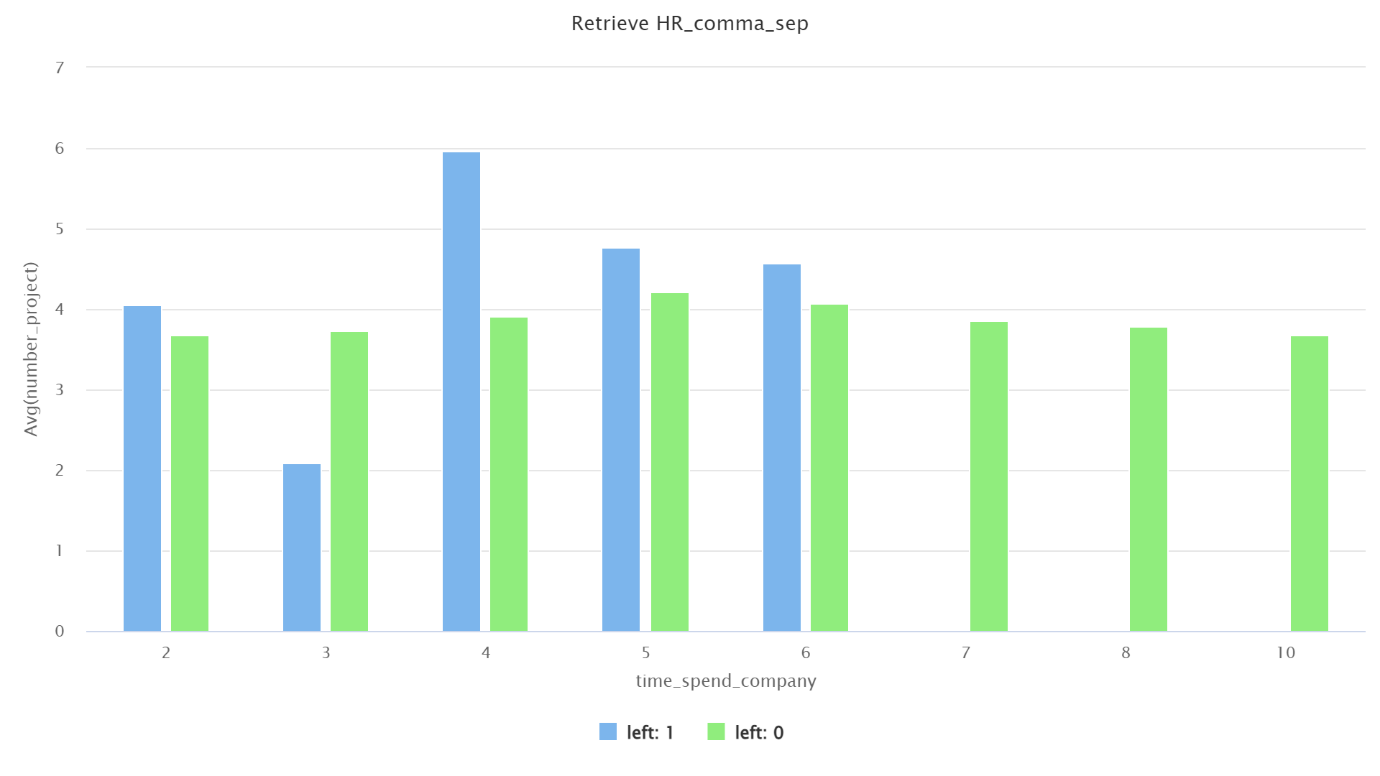 Retrieve HR_comma_sep
7
6
5
4
3
2
1
0
Avg(number_project)
2 3 4 5 6 7 8 10
time_spend_company
left: 1 left: 0